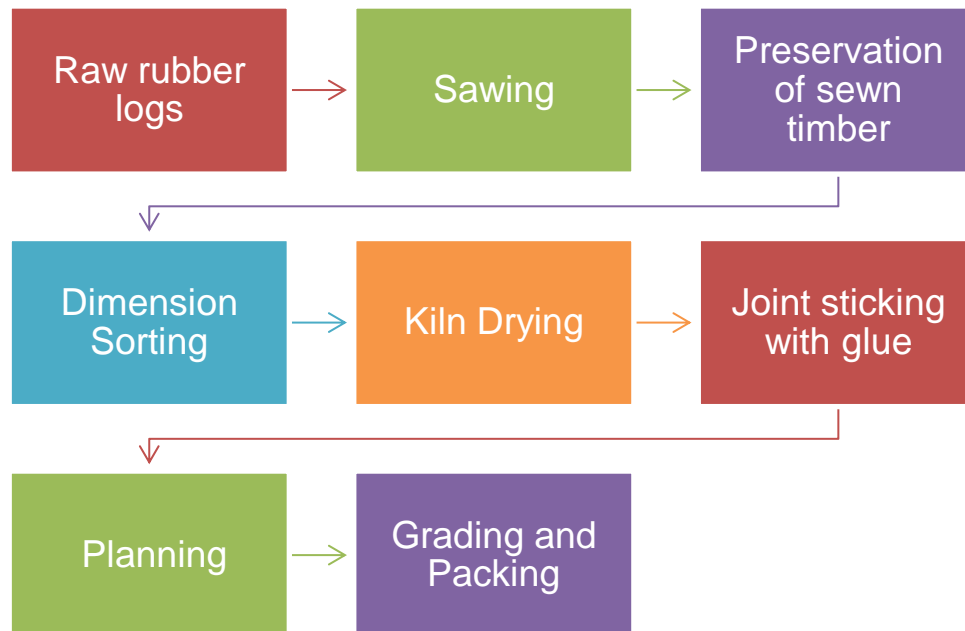 Raw rubber
logs
Sawing
Preservation
of sewn
timber
Dimension
Sorting
Kiln Drying
Joint sticking
with glue
Planning
Grading and
Packing